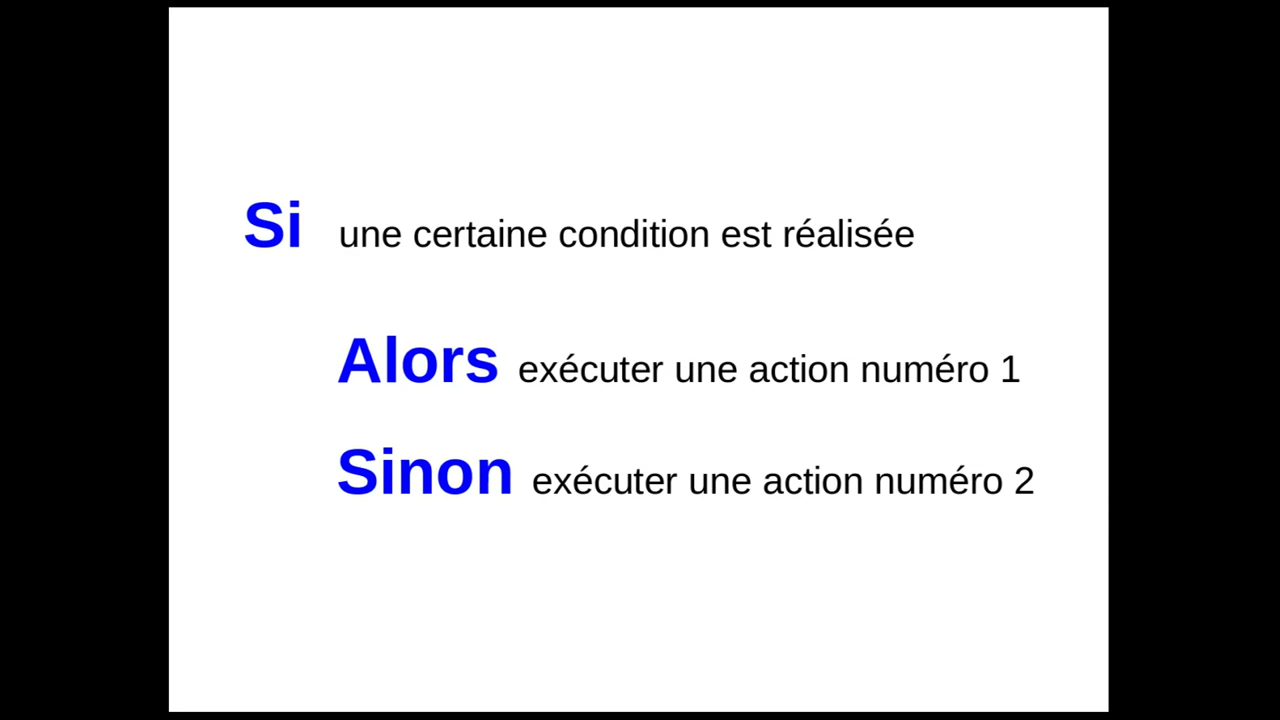 Si une certaine condition est réalisée
Alors exécuter une action numéro 1
Sinon exécuter une action numéro 2